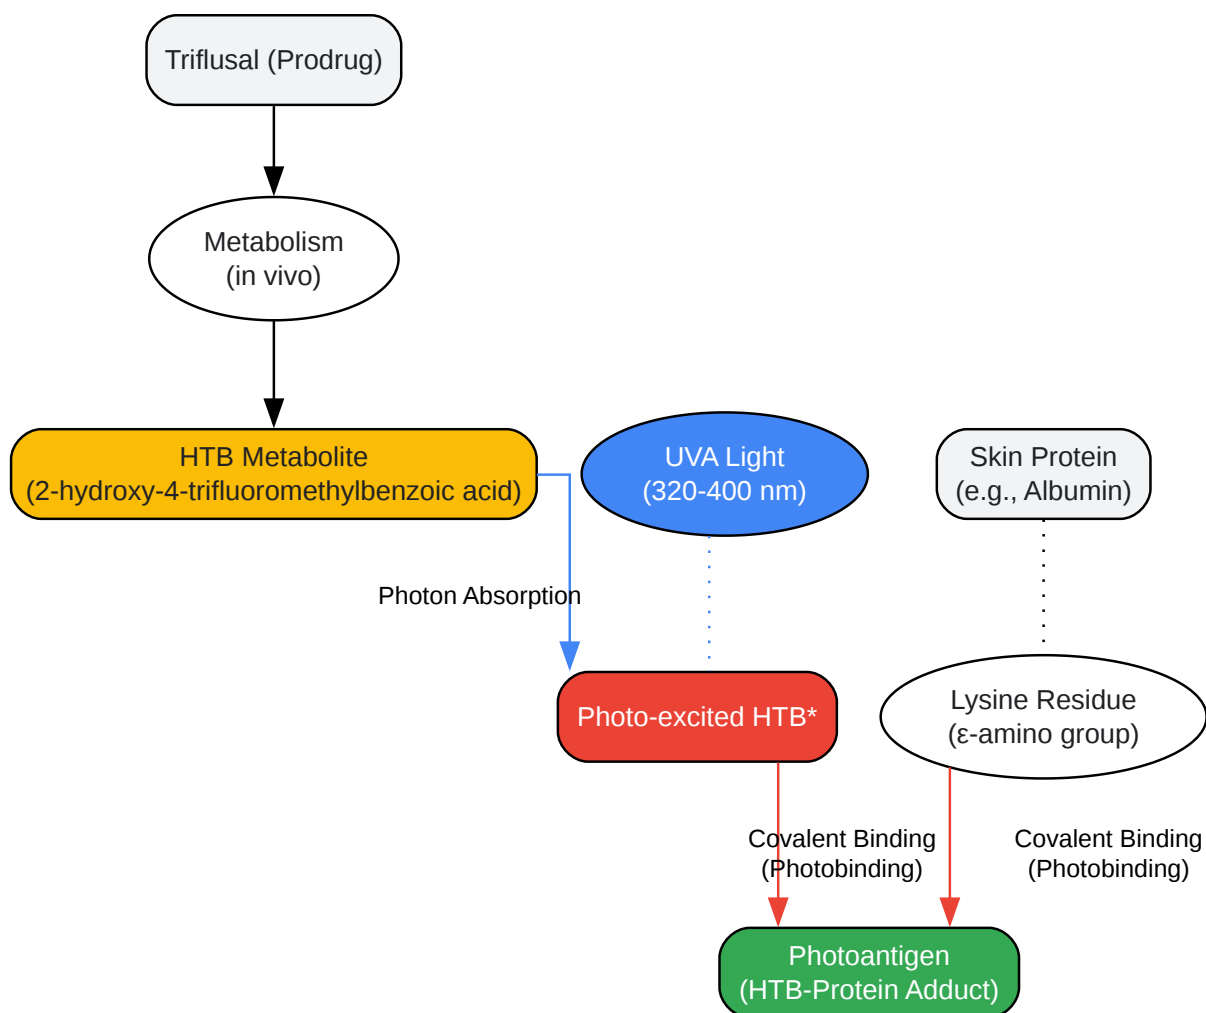 Triflusal (Prodrug)
Metabolism
(in vivo)
HTB Metabolite
(2-hydroxy-4-trifluoromethylbenzoic acid)
UVA Light
(320-400 nm)
Skin Protein
(e.g., Albumin)
Photon Absorption
Photo-excited HTB*
Lysine Residue
(ε-amino group)
Covalent Binding
(Photobinding)
Covalent Binding
(Photobinding)
Photoantigen
(HTB-Protein Adduct)